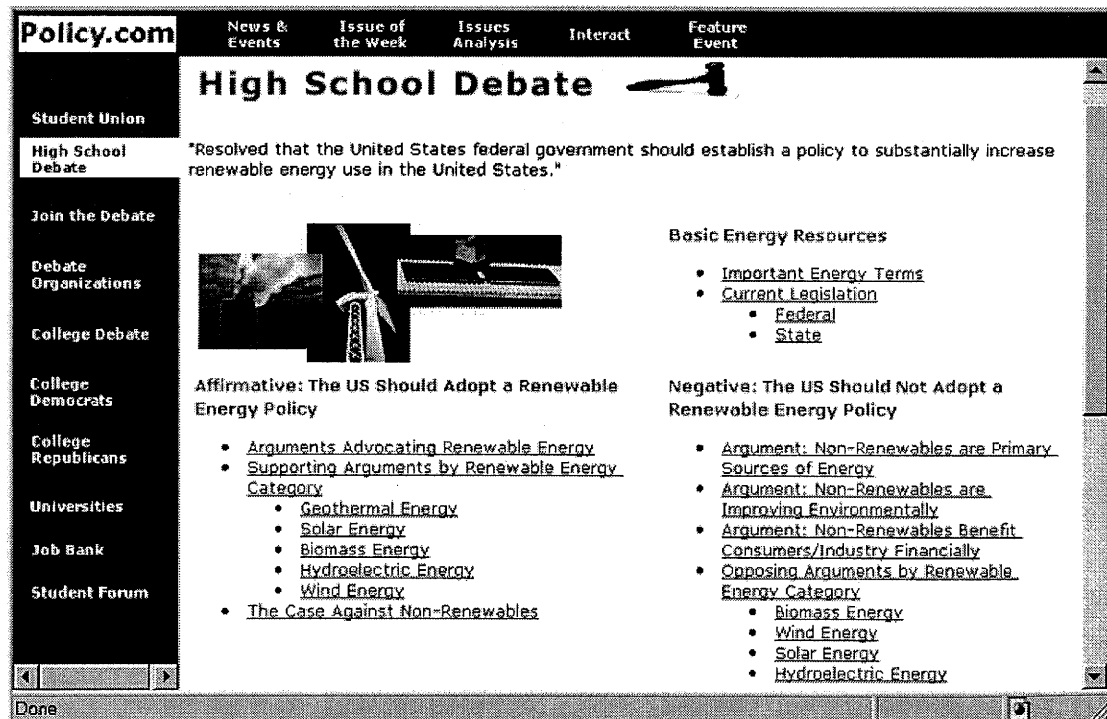 Policy.com
News &
Events
Issue of
the Week
Issues
Analysis
Interact
Feature
Event
Student Union
High School
Debate
Join the Debate
Debate
Organizations
College Debate
College
Democrats
College
Republicans
Universities
Job Bank
Student Forum
High School Debate
"Resolved that the United States federal government should establish a policy to substantially increase
renewable energy use in the United States."
Basic Energy Resources
• Important Energy Terms
• Current Legislation
• Federal
• State
Affirmative: The US Should Adopt a Renewable
Energy Policy
• Arguments Advocating Renewable Energy
• Supporting Arguments by Renewable Energy
Category
• Geothermal Energy
• Solar Energy
• Biomass Energy
• Hydroelectric Energy
• Wind Energy
• The Case Against Non-Renewables
Negative: The US Should Not Adopt a
Renewable Energy Policy
• Argument: Non-Renewables are Primary
Sources of Energy
• Argument: Non-Renewables are
Improving Environmentally
• Argument: Non-Renewables Benefit
Consumers/Industry Financially
• Opposing Arguments by Renewable
Energy Category
• Biomass Energy
• Wind Energy
• Solar Energy
• Hydroelectric Energy
Done